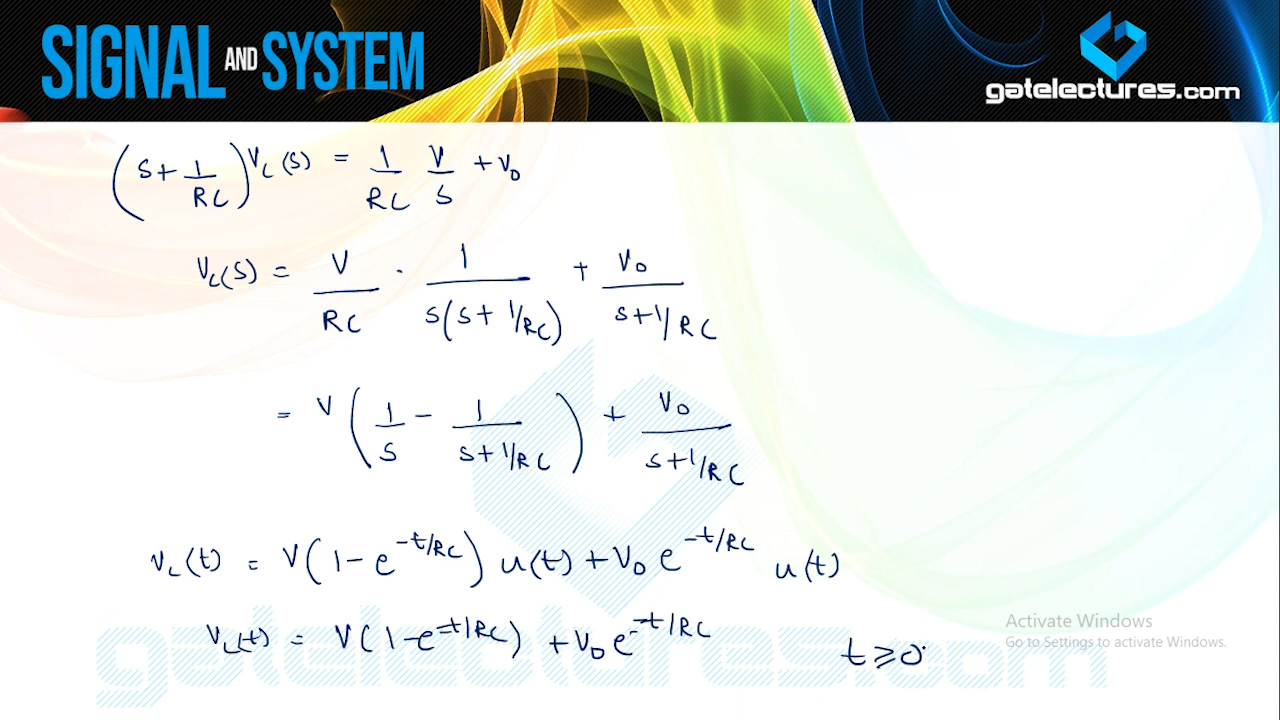 SIGNAL AND SYSTEM
gatelectures.com
(s + 1/RC) Vc(s) = 1/RC V/s + V0
Vc(s) = V/RC · 1/s(s + 1/RC) + V0/s+1/RC
= V (1/s - 1/s+1/RC) + V0/s+1/RC
Vc(t) = V(1-e^-t/RC) u(t) + V0 e^-t/RC u(t)
Vc(t) = V(1-e^-t/RC) + V0 e^-t/RC t≥0
gatelectures.com
Activate Windows
Go to Settings to activate Windows.